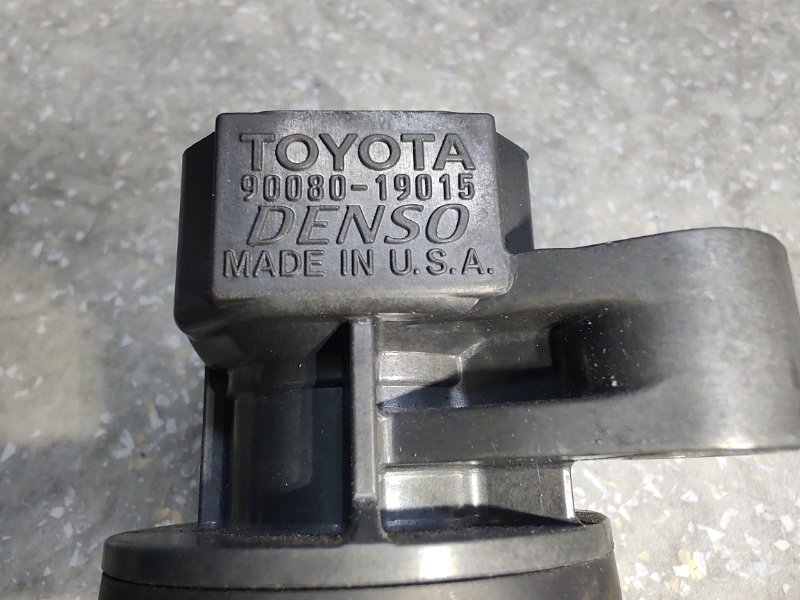 TOYOTA
90080-19015
DENSO
MADE IN U.S.A.